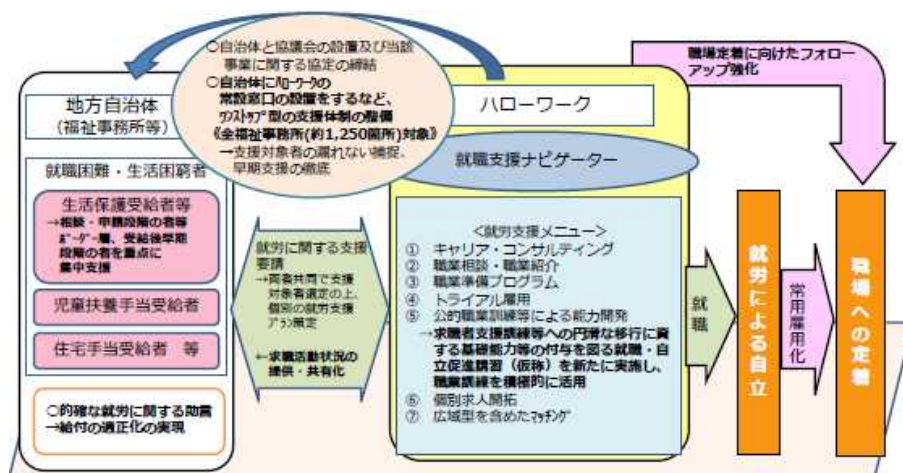 ○自治体と協議会の設置及び当該
事業に関する協定の締結
○自治体にﾊﾛｰﾜｰｸの
常設窓口の設置をするなど、
ﾜﾝｽﾄｯﾌﾟ型の支援体制の整備
《全福祉事務所(約1,250箇所)対象》
→支援対象者の漏れない捕捉、
早期支援の徹底
職場定着に向けたフォロー
アップ強化
地方自治体
（福祉事務所等）
就職困難・生活困窮者
生活保護受給者等
→相談・申請段階の者等
ﾎﾞｰﾀﾞｰ層、受給後早期
段階の者を重点に
集中支援
児童扶養手当受給者
住宅手当受給者　等
○的確な就労に関する助言
→給付の適正化の実現
就労に関する支援
要請
→両者共同で支援
対象者選定の上、
個別の就労支援
プラン策定
←求職活動状況の
提供・共有化
ハローワーク
就職支援ナビゲーター
＜就労支援メニュー＞
①　キャリア・コンサルティング
②　職業相談・職業紹介
③　職業準備プログラム
④　トライアル雇用
⑤　公的職業訓練等による能力開発
→求職者支援訓練等への円滑な移行に資
する基礎能力等の付与を図る就職・自
立促進講習（仮称）を新たに実施し、
職業訓練を積極的に活用
⑥　個別求人開拓
⑦　広域型を含めたﾏｯﾁﾝｸﾞ
就職
就労による自立
常用雇用化
職場への定着